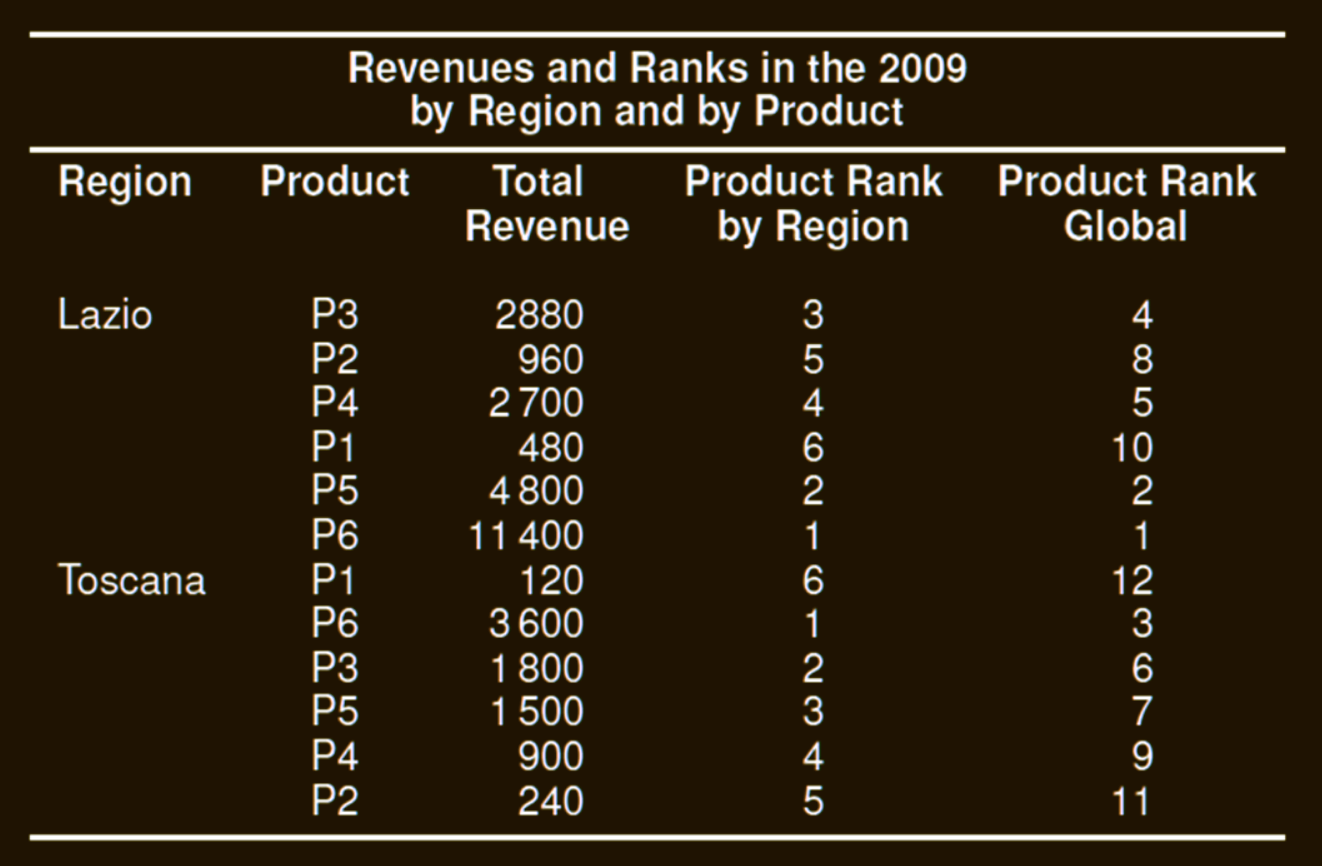 Revenues and Ranks in the 2009
by Region and by Product
Region Product Total Revenue Product Rank by Region Product Rank Global
Lazio P3 2880 3 4
P2 960 5 8
P4 2 700 4 5
P1 480 6 10
P5 4 800 2 2
P6 11 400 1 1
Toscana P1 120 6 12
P6 3 600 1 3
P3 1 800 2 6
P5 1 500 3 7
P4 900 4 9
P2 240 5 11